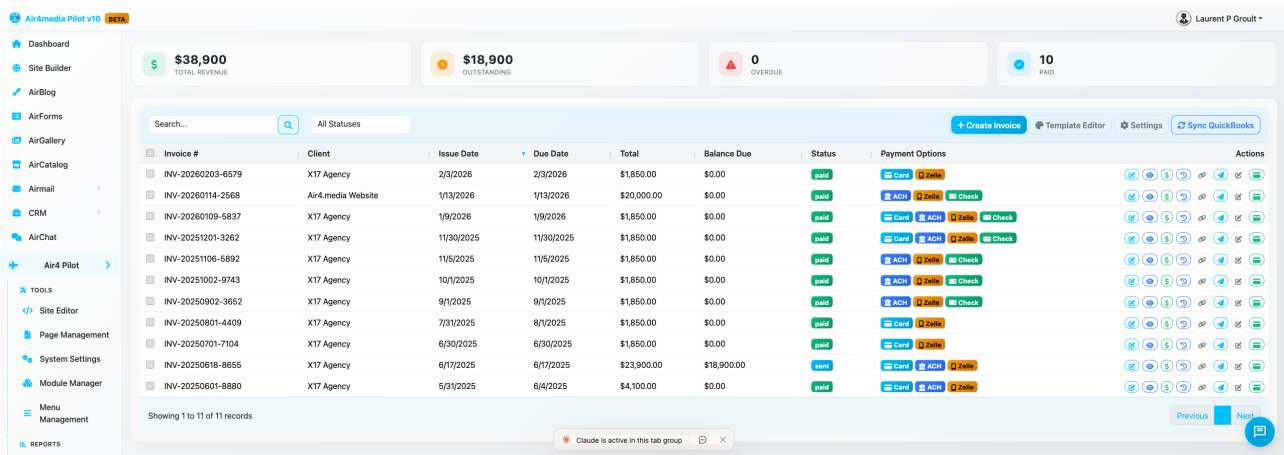 Air4media Pilot v10 BETA
Laurent P Groult
Dashboard
Site Builder
AirBlog
AirForms
AirGallery
AirCatalog
Airmail
CRM
AirChat
Air4 Pilot
TOOLS
Site Editor
Page Management
System Settings
Module Manager
Menu
Management
REPORTS
$38,900
TOTAL REVENUE
$18,900
OUTSTANDING
0
OVERDUE
10
PAID
Search... All Statuses + Create Invoice Template Editor Settings Sync QuickBooks
Invoice # Client Issue Date Due Date Total Balance Due Status Payment Options Actions
INV-20260203-6579 X17 Agency 2/3/2026 2/3/2026 $1,850.00 $0.00 paid Card Zelle
INV-20260114-2568 Air4.media Website 1/13/2026 1/13/2026 $20,000.00 $0.00 paid ACH Zelle Check
INV-20260109-5837 X17 Agency 1/9/2026 1/9/2026 $1,850.00 $0.00 paid Card ACH Zelle Check
INV-20251201-3262 X17 Agency 11/30/2025 11/30/2025 $1,850.00 $0.00 paid Card ACH Zelle Check
INV-20251106-5892 X17 Agency 11/5/2025 11/5/2025 $1,850.00 $0.00 paid ACH Zelle Check
INV-20251002-9743 X17 Agency 10/1/2025 10/1/2025 $1,850.00 $0.00 paid ACH Zelle Check
INV-20250902-3652 X17 Agency 9/1/2025 9/1/2025 $1,850.00 $0.00 paid ACH Zelle Check
INV-20250801-4409 X17 Agency 7/31/2025 8/1/2025 $1,850.00 $0.00 paid Card Zelle
INV-20250701-7104 X17 Agency 6/30/2025 6/30/2025 $1,850.00 $0.00 paid Card Zelle
INV-20250618-8655 X17 Agency 6/17/2025 6/17/2025 $23,900.00 $18,900.00 sent Card ACH Zelle
INV-20250601-8880 X17 Agency 5/31/2025 6/4/2025 $4,100.00 $0.00 paid Card ACH Zelle
Showing 1 to 11 of 11 records
Previous Next
Claude is active in this tab group